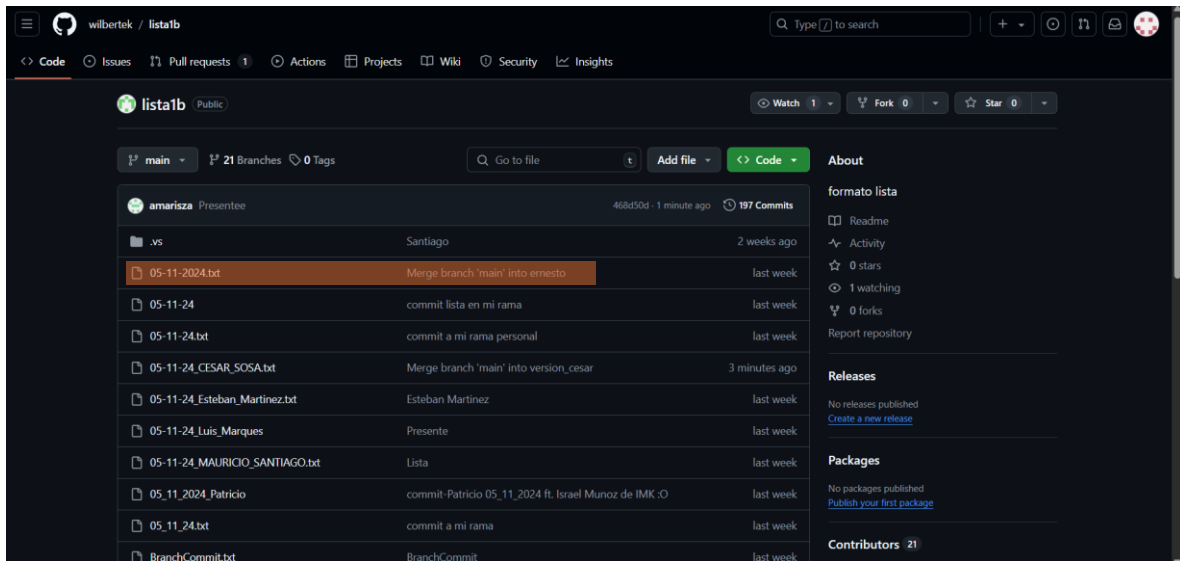 wilbertek / lista1b
Type / to search
Code Issues Pull requests 1 Actions Projects Wiki Security Insights
lista1b Public
Watch 1 Fork 0 Star 0
main 21 Branches 0 Tags
Go to file t Add file Code
About
formato lista
amarisza Presentee 468d50d · 1 minute ago 197 Commits
Readme
.vs Santiago 2 weeks ago
Activity
05-11-2024.txt Merge branch 'main' into ernesto last week
0 stars
1 watching
05-11-24 commit lista en mi rama last week
0 forks
05-11-24.txt commit a mi rama personal last week
Report repository
05-11-24_CESAR_SOSA.txt Merge branch 'main' into version_cesar 3 minutes ago
Releases
05-11-24_Esteban_Martinez.txt Esteban Martinez last week
No releases published
Create a new release
05-11-24_Luis_Marques Presente last week
05-11-24_MAURICIO_SANTIAGO.txt Lista last week
Packages
05_11_2024_Patricio commit-Patricio 05_11_2024 ft. Israel Munoz de IMK :O last week
No packages published
Publish your first package
05_11_24.txt commit a mi rama last week
Contributors 21
BranchCommit.txt BranchCommit last week